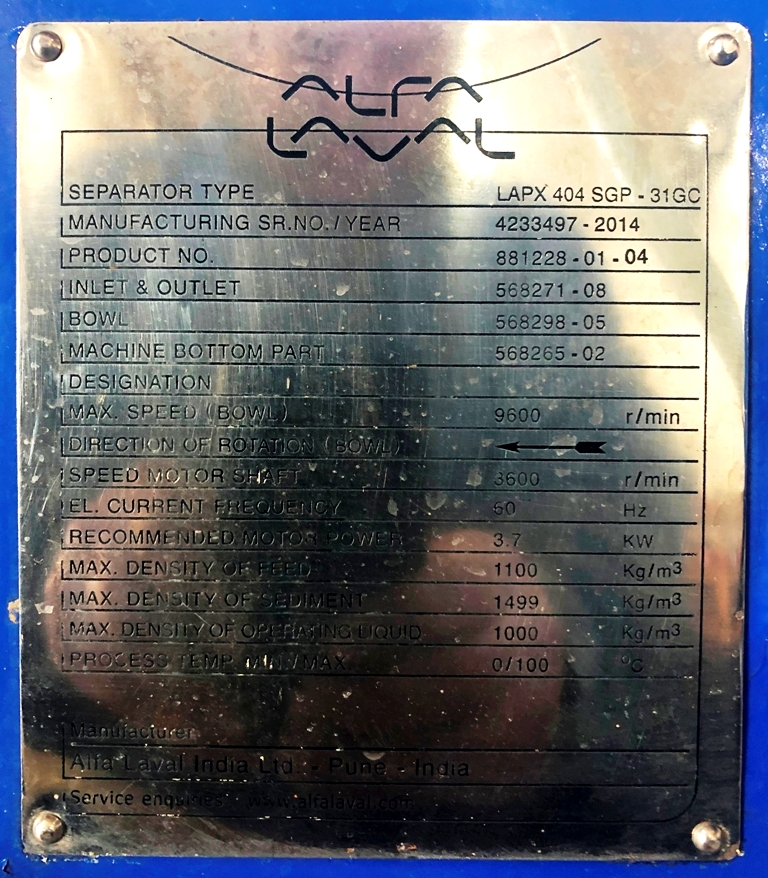 ALFA
LAVAL
SEPARATOR TYPE LAPX 404 SGP - 31GC
MANUFACTURING SR.NO./YEAR 4233497 - 2014
PRODUCT NO. 881228 - 01 - 04
INLET & OUTLET 568271 - 08
BOWL 568298 - 05
MACHINE BOTTOM PART 568265 - 02
DESIGNATION
MAX. SPEED (BOWL) 9600 r/min
DIRECTION OF ROTATION (BOWL)
SPEED MOTOR SHAFT 3600 r/min
EL. CURRENT FREQUENCY 60 Hz
RECOMMENDED MOTOR POWER 3.7 KW
MAX. DENSITY OF FEED 1100 Kg/m³
MAX. DENSITY OF SEDIMENT 1499 Kg/m³
MAX. DENSITY OF OPERATING LIQUID 1000 Kg/m³
PROCESS TEMP. MIN./MAX. 0/100 °C
Manufacturer
Alfa Laval India Ltd. - Pune - India
Service enquiries : www.alfalaval.com